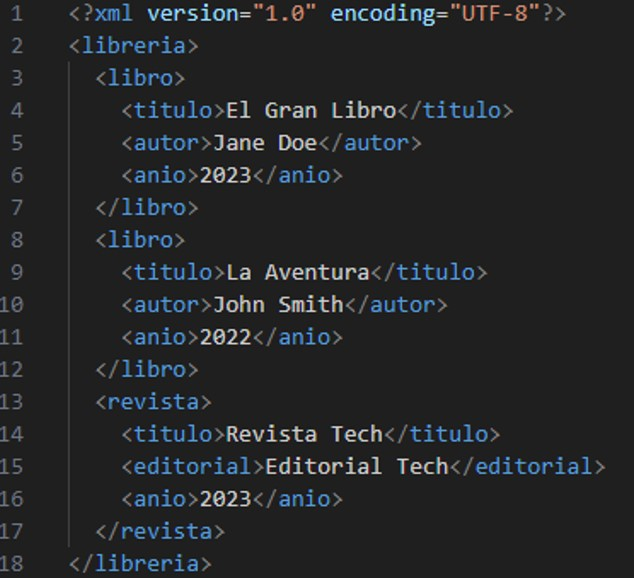 1 <?xml version="1.0" encoding="UTF-8"?>
2 <libreria>
3 <libro>
4 <titulo>El Gran Libro</titulo>
5 <autor>Jane Doe</autor>
6 <anio>2023</anio>
7 </libro>
8 <libro>
9 <titulo>La Aventura</titulo>
10 <autor>John Smith</autor>
11 <anio>2022</anio>
12 </libro>
13 <revista>
14 <titulo>Revista Tech</titulo>
15 <editorial>Editorial Tech</editorial>
16 <anio>2023</anio>
17 </revista>
18 </libreria>